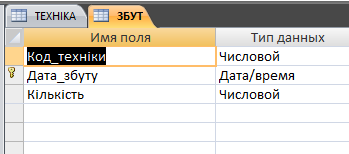 ТЕХНІКА ЗБУТ
Имя поля Тип данных
Код_техніки Числовой
Дата_збуту Дата/время
Кількість Числовой